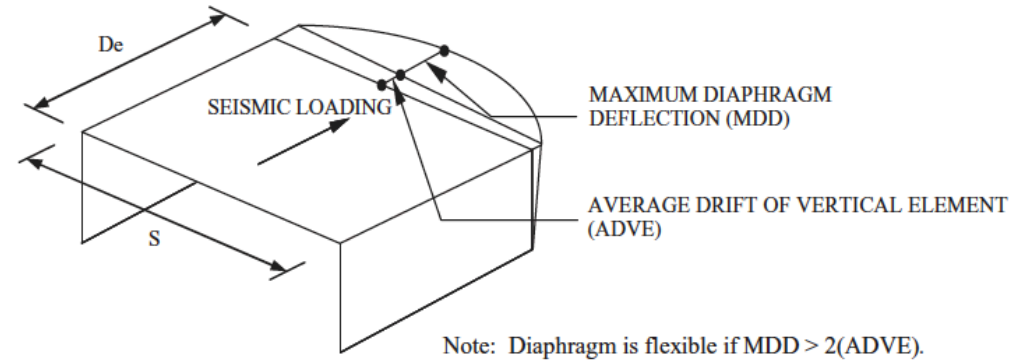 De
SEISMIC LOADING
MAXIMUM DIAPHRAGM
DEFLECTION (MDD)
AVERAGE DRIFT OF VERTICAL ELEMENT
(ADVE)
S
Note: Diaphragm is flexible if MDD > 2(ADVE).